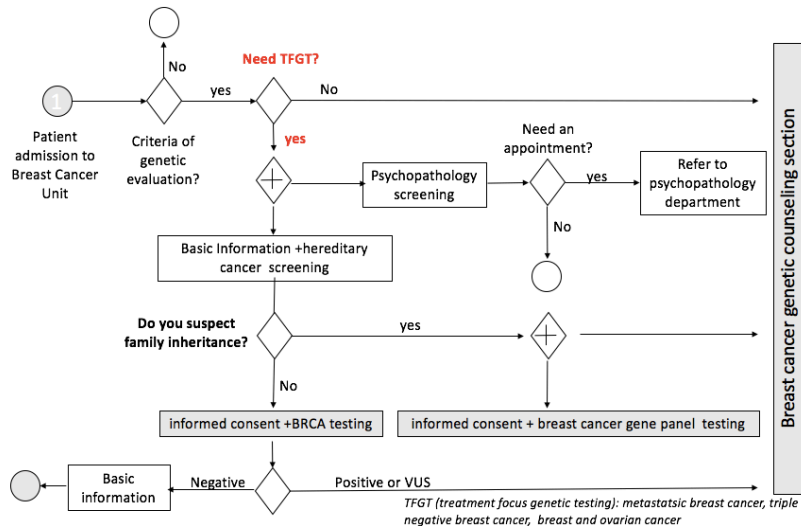 Need TFGT?
No
1
yes
No
Patient
admission to
Breast Cancer
Unit
Criteria of
genetic
evaluation?
yes
Need an
appointment?
Psychopathology
screening
yes
Refer to
psychopathology
department
No
Basic Information +hereditary
cancer screening
Do you suspect
family inheritance?
yes
No
informed consent +BRCA testing
informed consent + breast cancer gene panel testing
Basic
information
Negative
Positive or VUS
TFGT (treatment focus genetic testing): metastatsic breast cancer, triple
negative breast cancer, breast and ovarian cancer
Breast cancer genetic counseling section